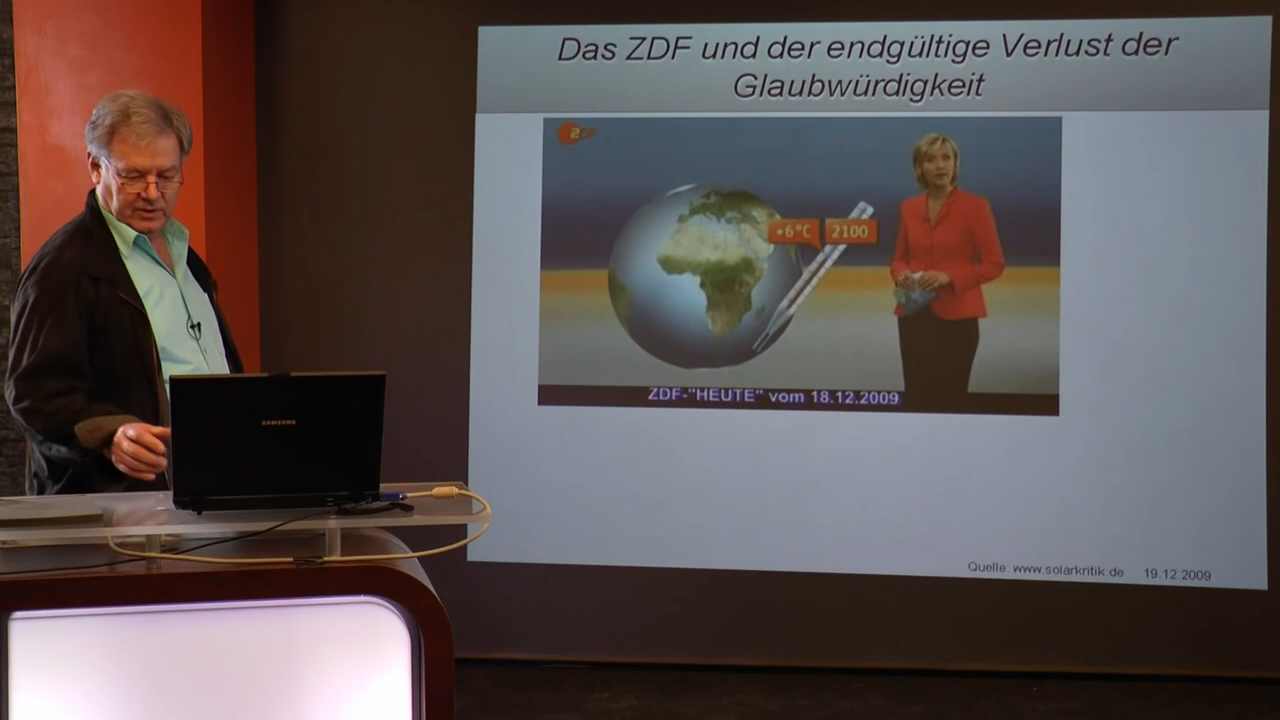 Das ZDF und der endgültige Verlust der
Glaubwürdigkeit
2DF
+6°C 2100
ZDF-"HEUTE" vom 18.12.2009
SAMSUNG
Quelle: www.solarkritik.de 19.12.2009